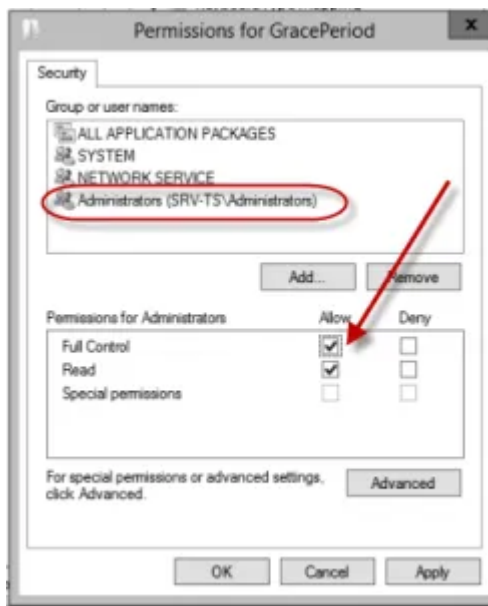 Permissions for GracePeriod
x
Security
Group or user names:
ALL APPLICATION PACKAGES
SYSTEM
NETWORK SERVICE
Administrators (SRV-TS\Administrators)
Add...
Remove
Permissions for Administrators
Allow
Deny
Full Control
Read
Special permissions
For special permissions or advanced settings,
click Advanced.
Advanced
OK
Cancel
Apply